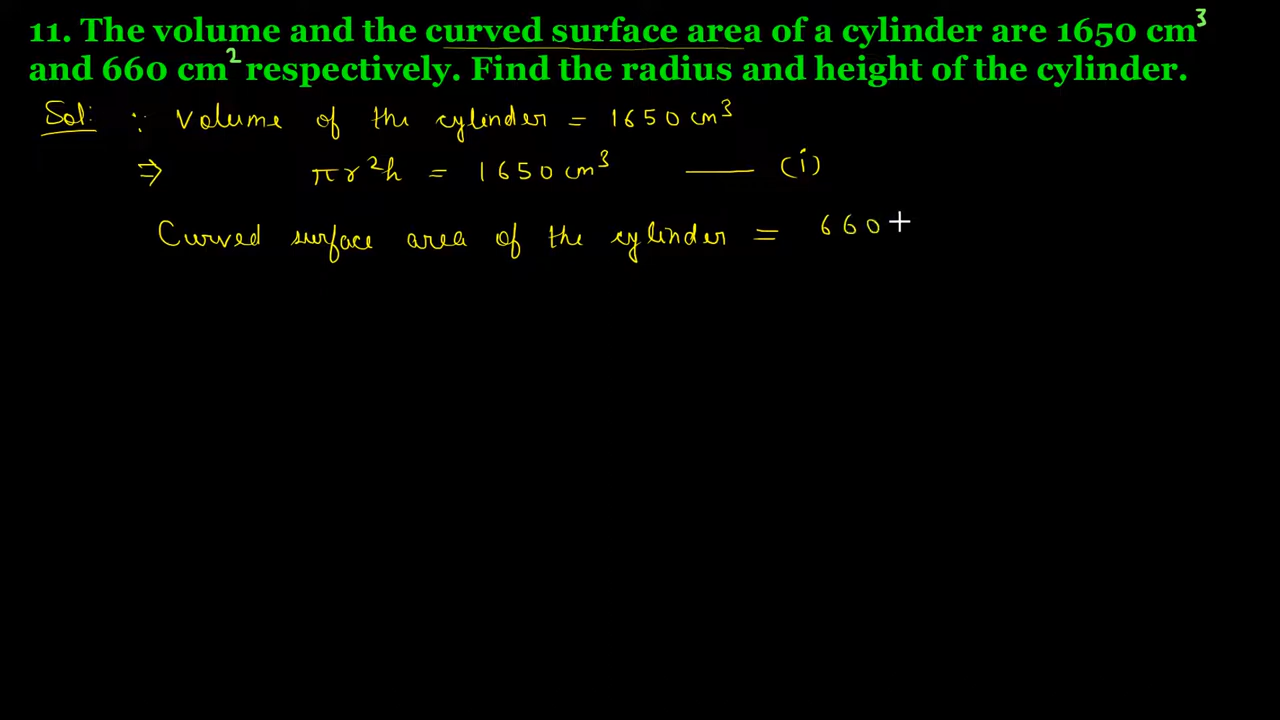 11. The volume and the curved surface area of a cylinder are 1650 cm³
and 660 cm² respectively. Find the radius and height of the cylinder.
Sol: ∵ Volume of the cylinder = 1650 cm³
⇒ πr²h = 1650 cm³ —— (i)
Curved surface area of the cylinder = 660